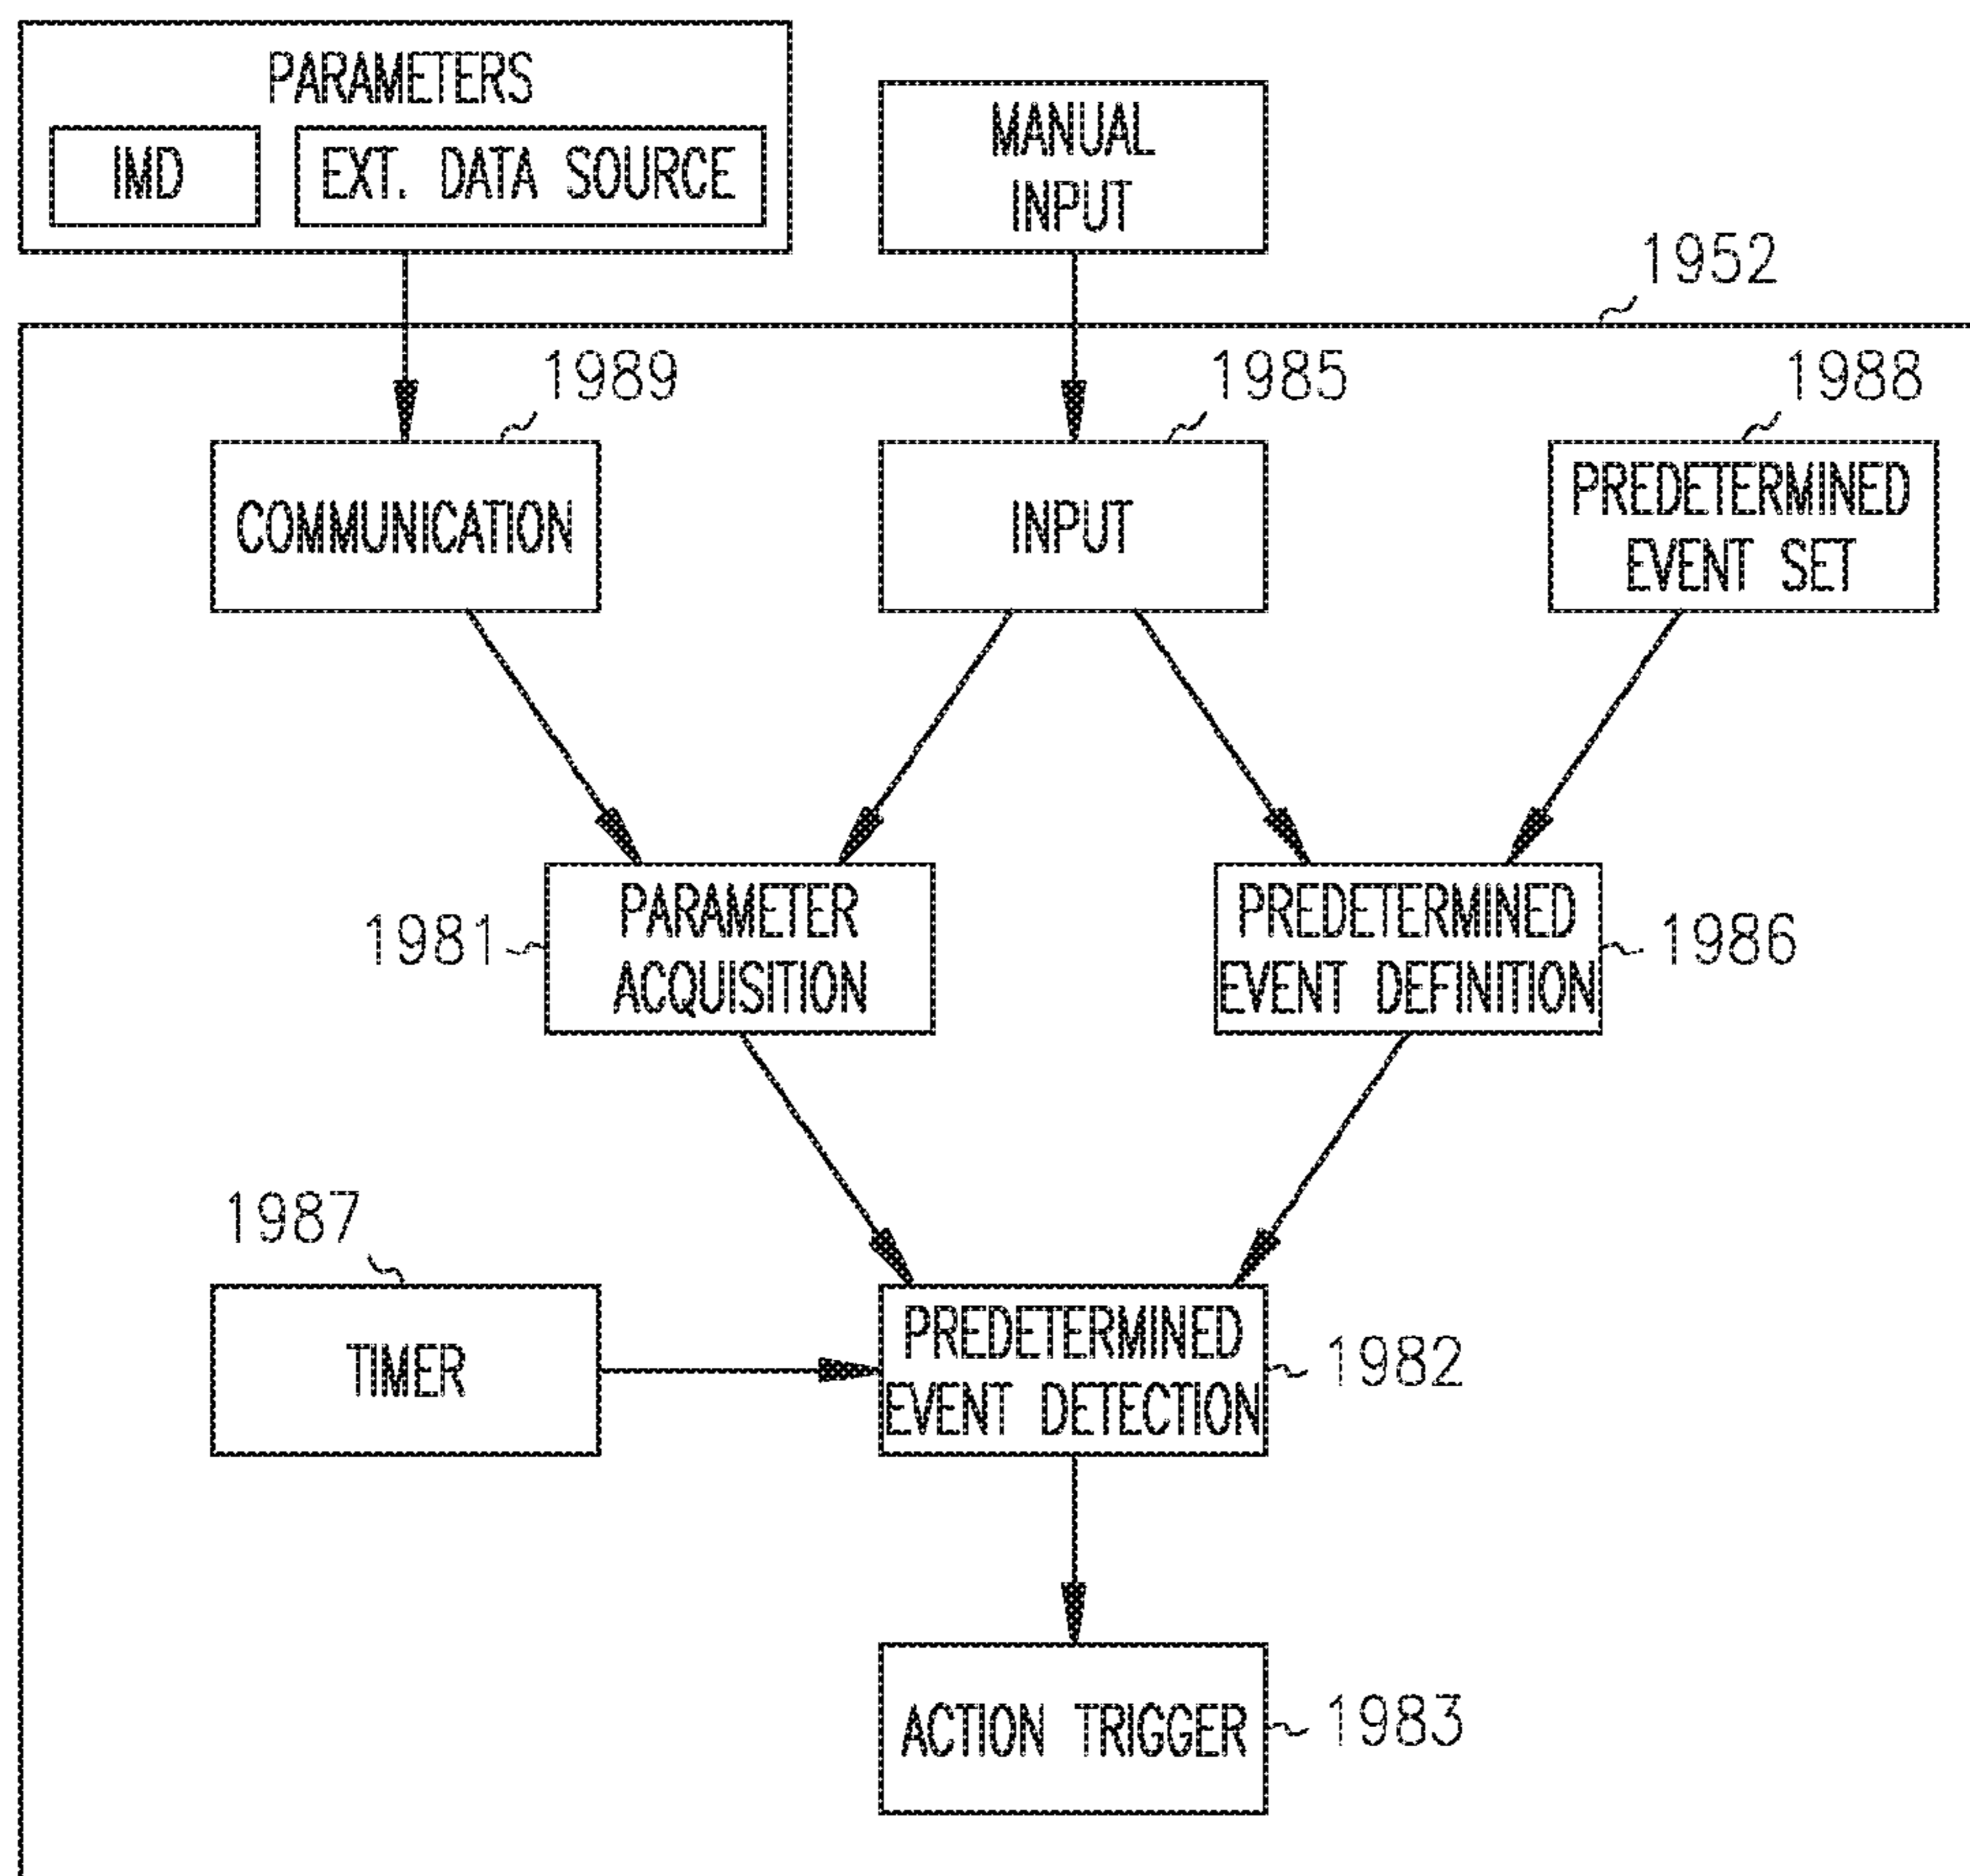 PARAMETERS
IMD
EXT. DATA SOURCE
MANUAL
INPUT
1952
1989
1985
1988
COMMUNICATION
INPUT
PREDETERMINED
EVENT SET
1981
PARAMETER
ACQUISITION
PREDETERMINED
EVENT DEFINITION
1986
1987
TIMER
PREDETERMINED
EVENT DETECTION
1982
ACTION TRIGGER
1983